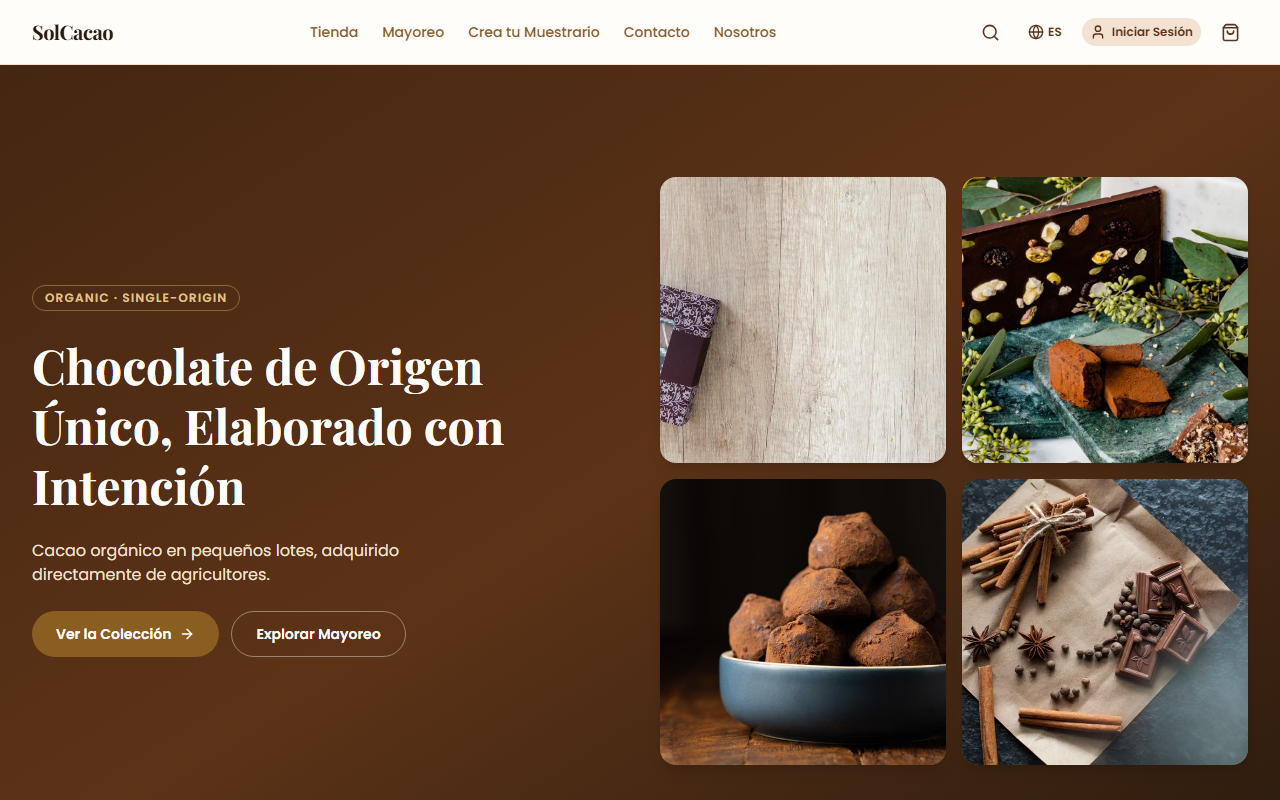 SolCacao
Tienda
Mayoreo
Crea tu Muestrario
Contacto
Nosotros
ES
Iniciar Sesión
ORGANIC · SINGLE-ORIGIN
Chocolate de Origen
Único, Elaborado con
Intención
Cacao orgánico en pequeños lotes, adquirido
directamente de agricultores.
Ver la Colección →
Explorar Mayoreo